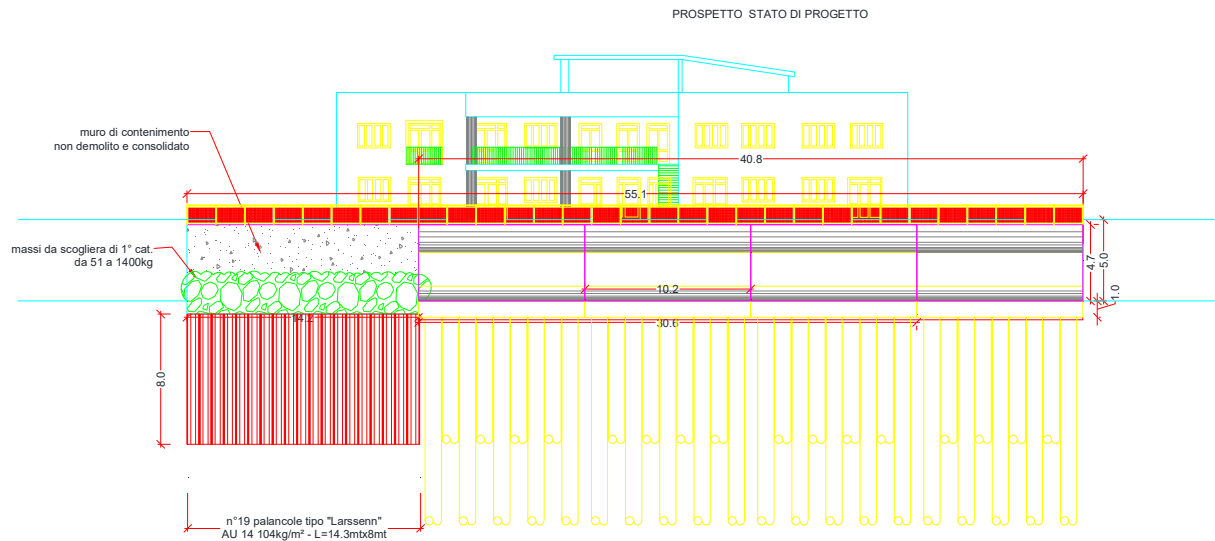 PROSPETTO  STATO DI PROGETTO
muro di contenimento
non demolito e consolidato
40.8
55.1
massi da scogliera di 1° cat.
da 51 a 1400kg
4.7
5.0
1.0
10.2
14.2
30.6
8.0
n°19 palancole tipo "Larssenn"
AU 14 104kg/m² - L=14.3mtx8mt